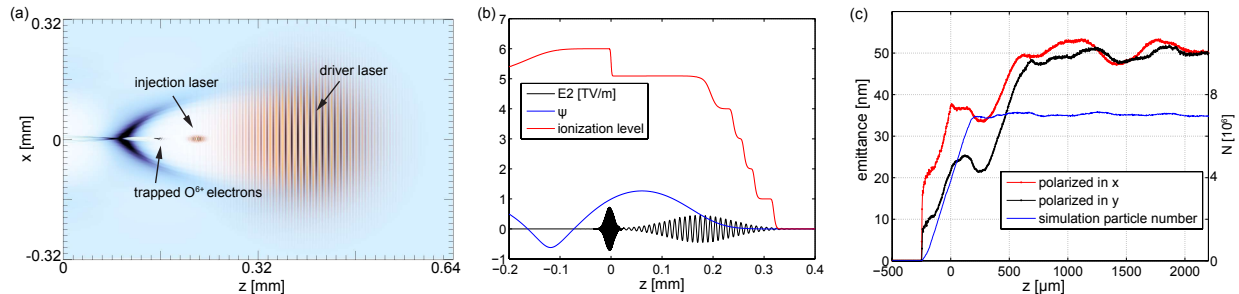 (a)
0.32
injection laser
driver laser
x [mm]
0
trapped O⁶⁺ electrons
-0.32
0
0.32
0.64
z [mm]
(b)
7
6
5
4
3
2
1
0
−1
E2 [TV/m]
ψ
ionization level
−0.2
−0.1
0
0.1
0.2
0.3
0.4
z [mm]
(c)
emittance [nm]
50
40
30
20
10
0
polarized in x
polarized in y
simulation particle number
8
4
0
N [10⁶]
−500
0
500
1000
1500
2000
z [µm]